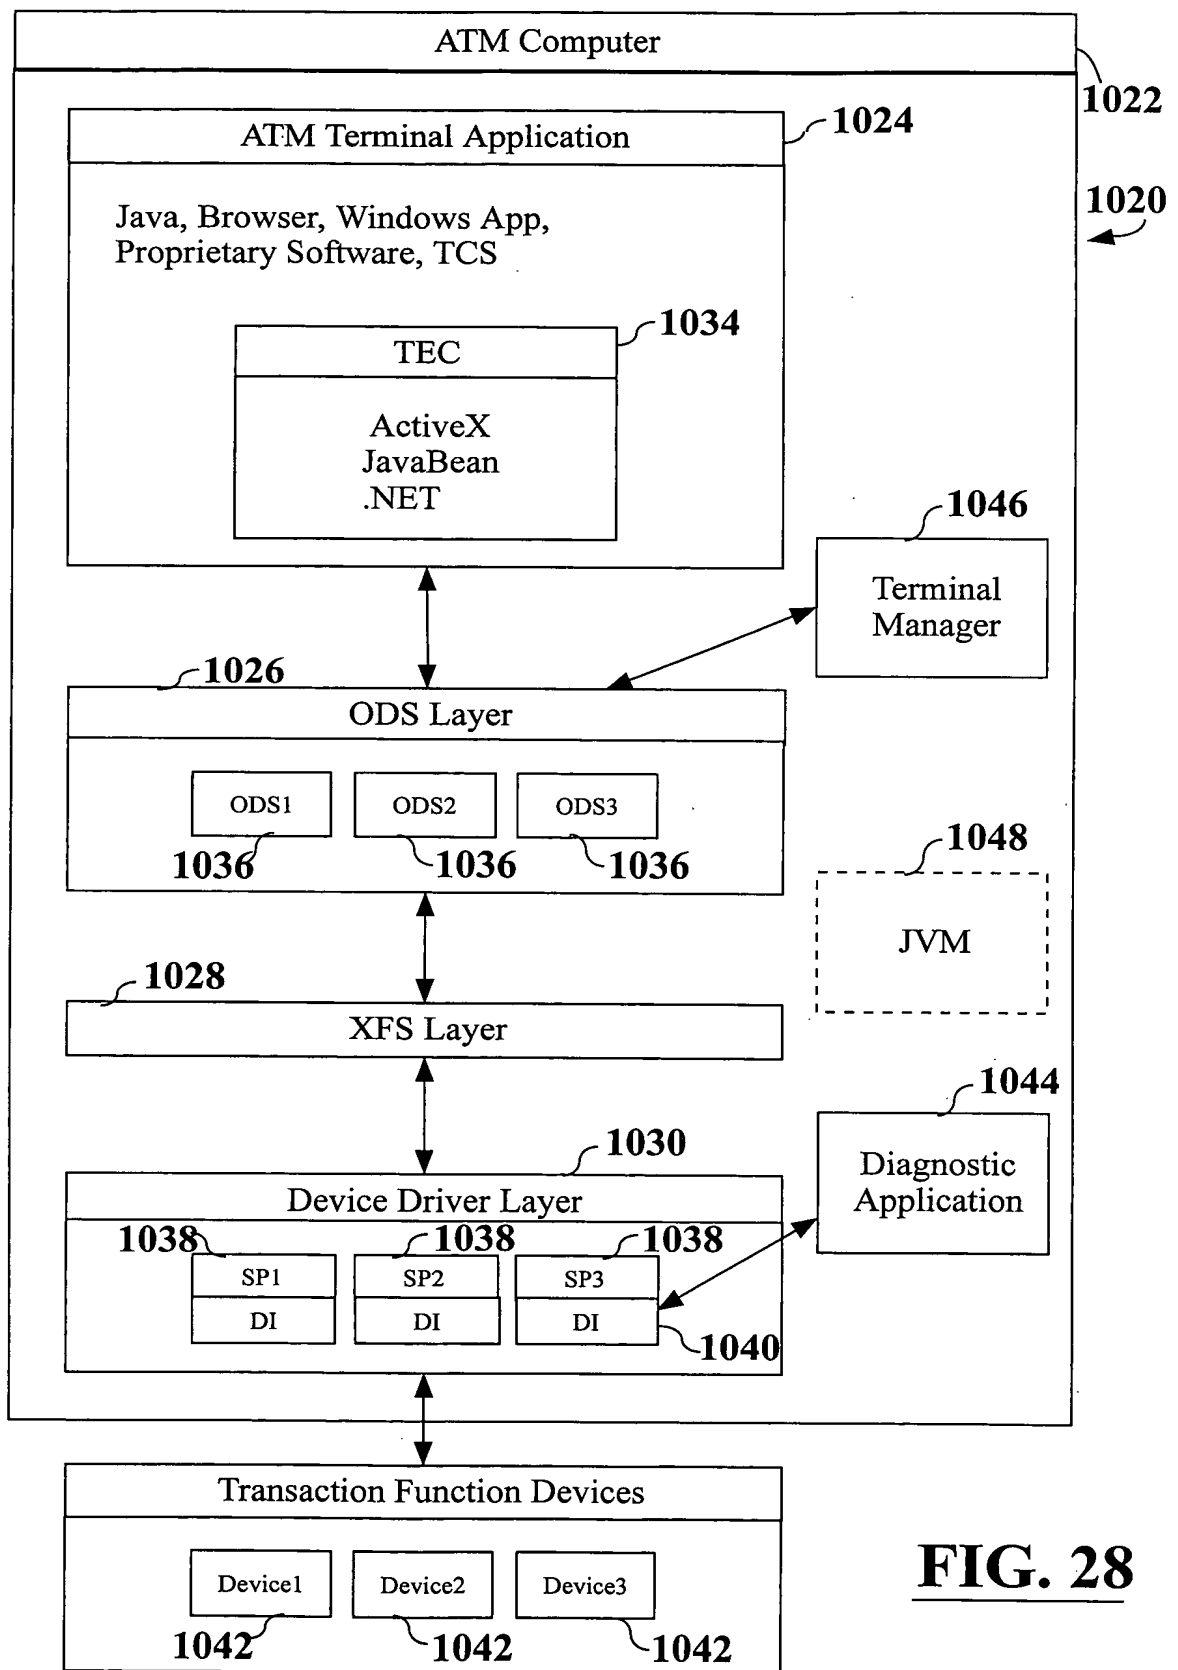 ATM Computer
1022
ATM Terminal Application
1024
1020
Java, Browser, Windows App,
Proprietary Software, TCS
1034
TEC
ActiveX
JavaBean
.NET
1046
Terminal
Manager
1026
ODS Layer
ODS1
ODS2
ODS3
1036
1036
1036
1048
JVM
1028
XFS Layer
1044
Diagnostic
Application
1030
Device Driver Layer
1038
1038
1038
SP1
SP2
SP3
DI
DI
DI
1040
Transaction Function Devices
Device1
Device2
Device3
1042
1042
1042
FIG. 28